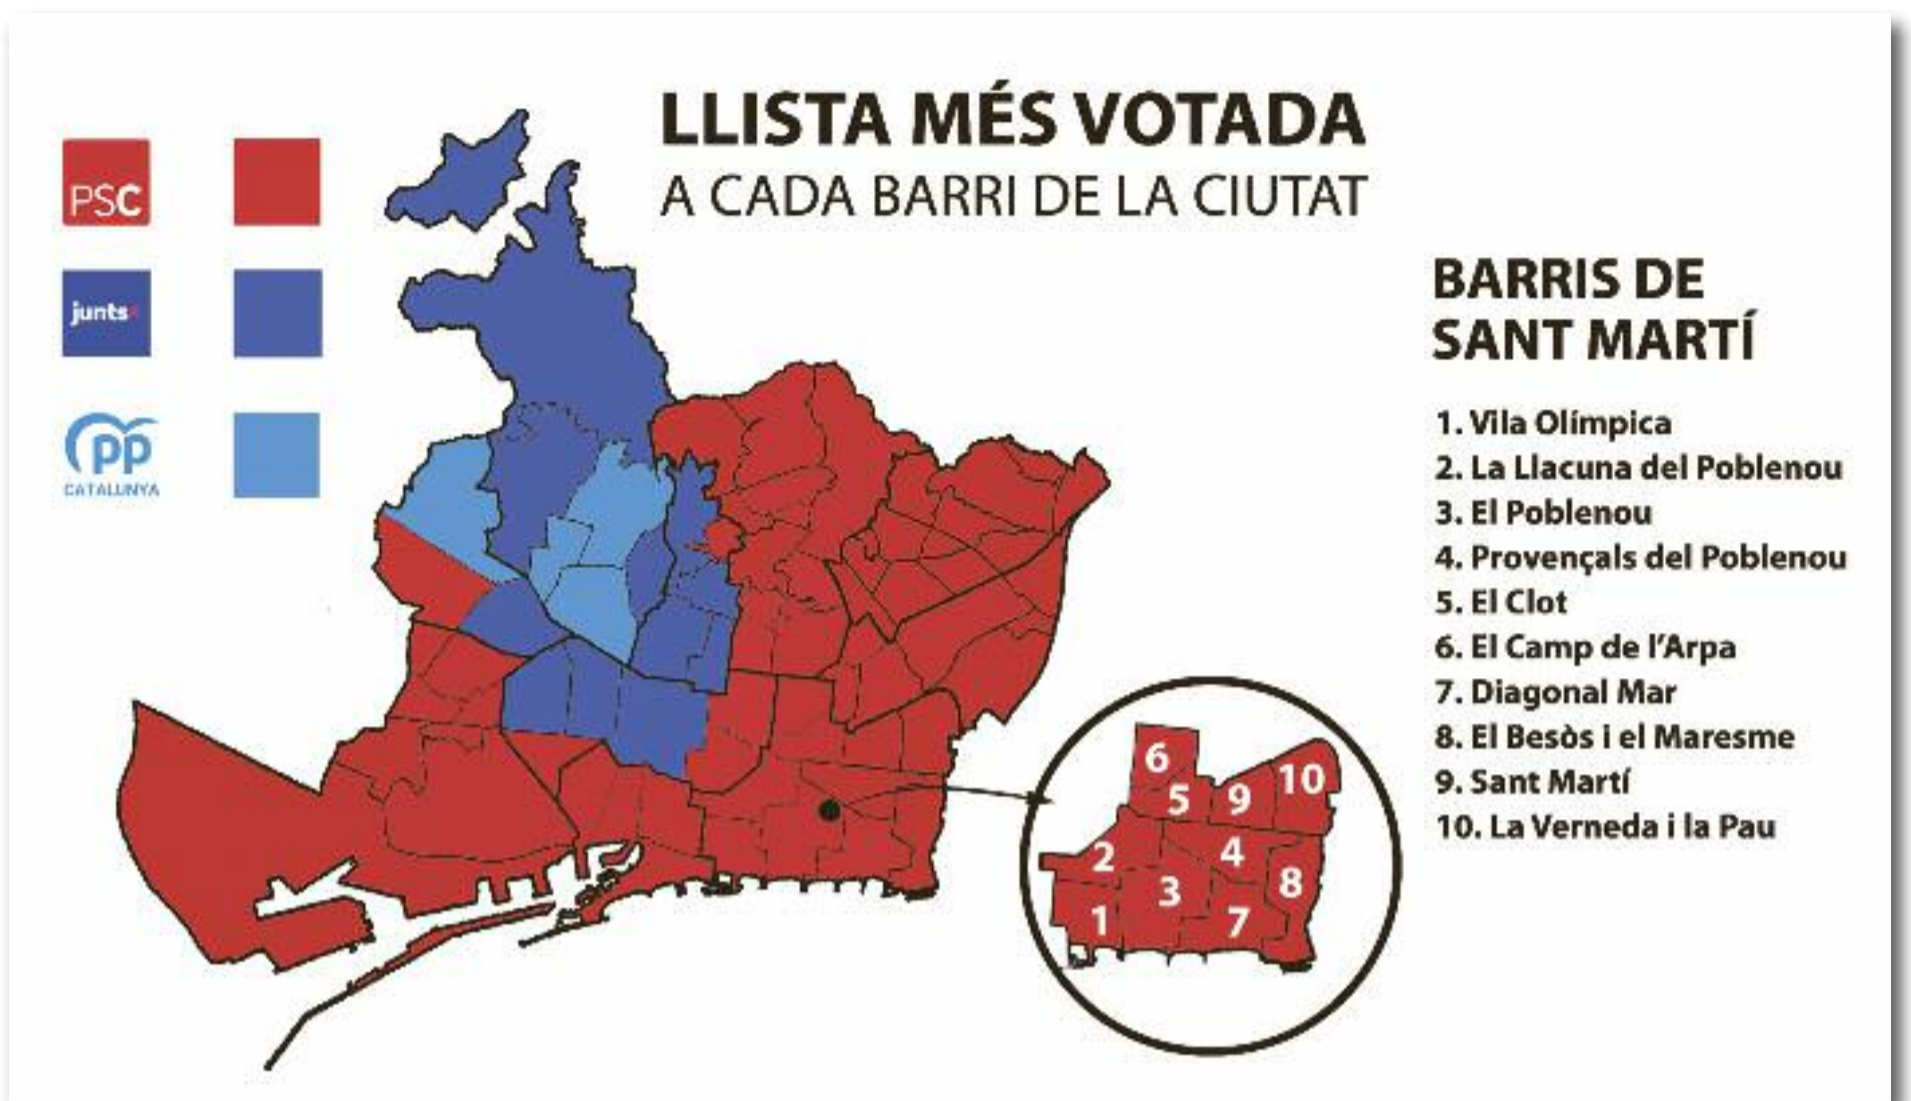 LLISTA MÉS VOTADA
A CADA BARRI DE LA CIUTAT
PSC
junts
pp
CATALUNYA
BARRIS DE
SANT MARTÍ
1. Vila Olímpica
2. La Llacuna del Poblenou
3. El Poblenou
4. Provençals del Poblenou
5. El Clot
6. El Camp de l'Arpa
7. Diagonal Mar
8. El Besòs i el Maresme
9. Sant Martí
10. La Verneda i la Pau
6
10
5
9
2
4
3
8
1
7